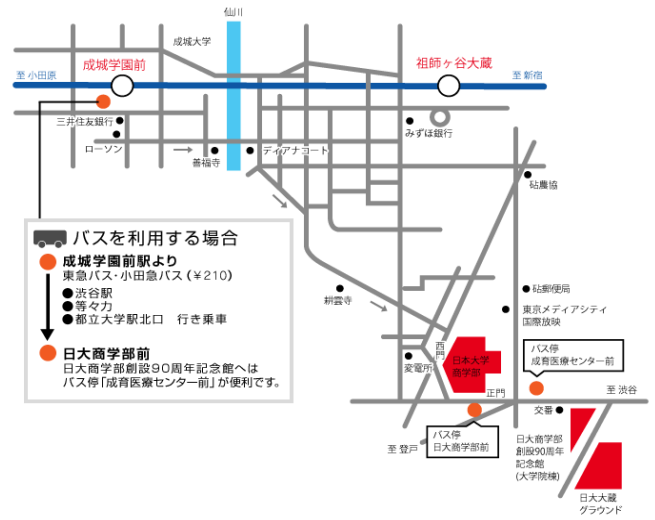 仙川
成城大学
成城学園前
祖師ヶ谷大蔵
至 小田原
至 新宿
三井住友銀行
みずほ銀行
ローソン
善福寺
ディアナコート
砧農協
バスを利用する場合
成城学園前駅より
東急バス・小田急バス（￥210）
●渋谷駅
●等々力
●都立大学駅北口　行き乗車
日大商学部前
日大商学部創設９０周年記念館へは
バス停「成育医療センター前」が便利です。
耕雲寺
砧郵便局
東京メディアシティ
国際放映
西門
日本大学
商学部
変電所
正門
バス停
成育医療センター前
至 渋谷
交番
バス停
日大商学部前
至 登戸
日大商学部
創設90周年
記念館
(大学院棟)
日大大蔵
グラウンド